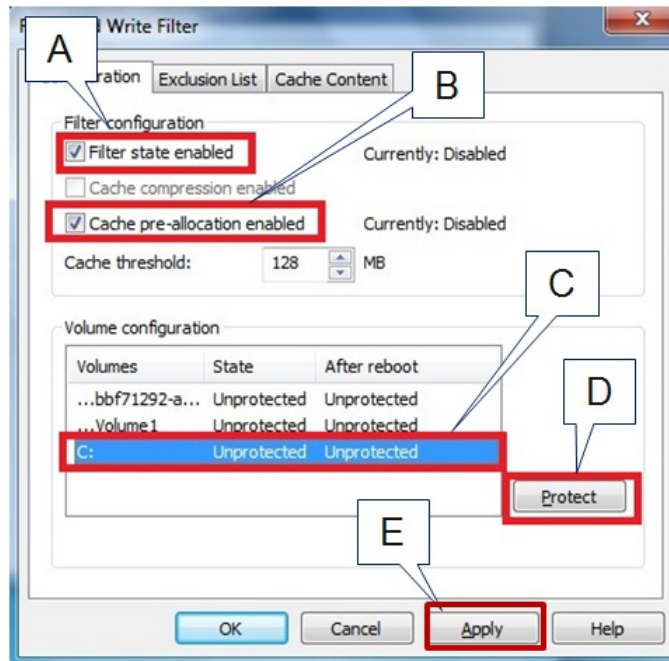 Write Filter
A
ration Exclusion List Cache Content
B
Filter configuration
Filter state enabled Currently: Disabled
Cache compression enabled
Cache pre-allocation enabled Currently: Disabled
Cache threshold: 128 MB
C
Volume configuration
Volumes State After reboot
D
...bbf71292-a... Unprotected Unprotected
...Volume1 Unprotected Unprotected
C: Unprotected Unprotected
Protect
E
OK Cancel Apply Help